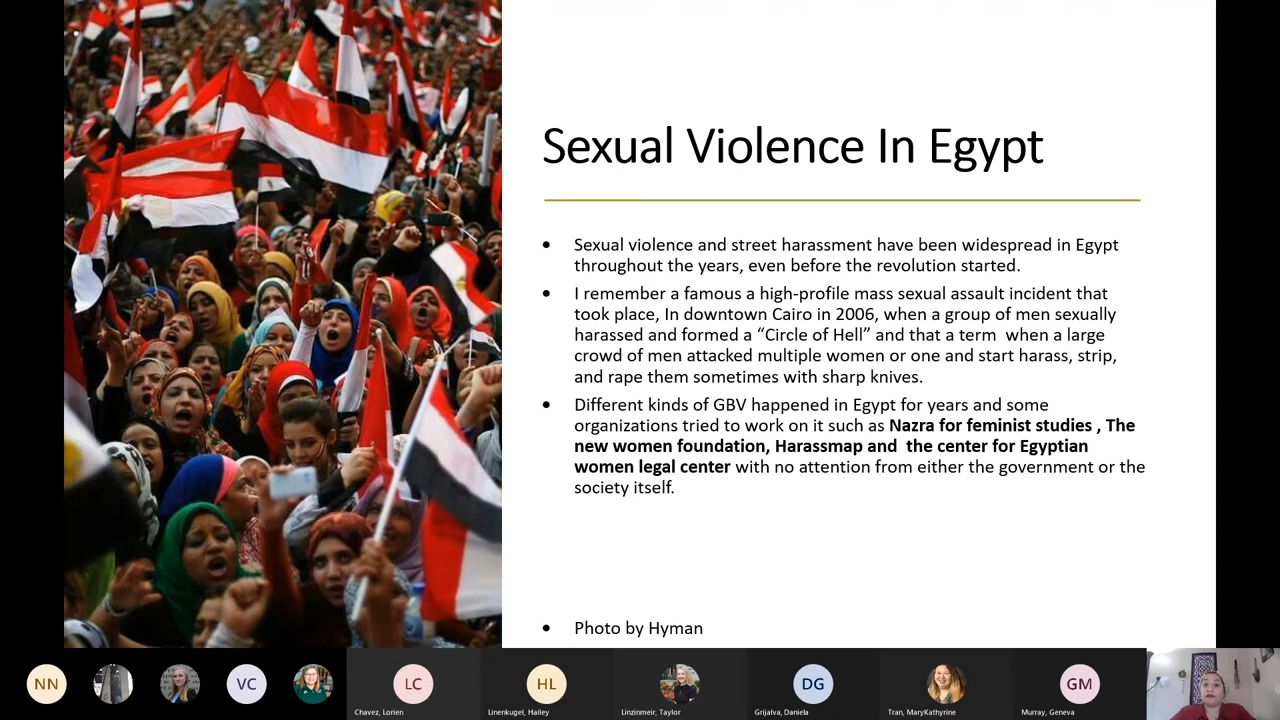 Sexual Violence In Egypt
• Sexual violence and street harassment have been widespread in Egypt
throughout the years, even before the revolution started.
• I remember a famous a high-profile mass sexual assault incident that
took place, In downtown Cairo in 2006, when a group of men sexually
harassed and formed a “Circle of Hell” and that a term  when a large
crowd of men attacked multiple women or one and start harass, strip,
and rape them sometimes with sharp knives.
• Different kinds of GBV happened in Egypt for years and some
organizations tried to work on it such as Nazra for feminist studies , The
new women foundation, Harassmap and  the center for Egyptian
women legal center with no attention from either the government or the
society itself.
• Photo by Hyman
NN VC LC HL DG GM
Chavez, Lorien Linenkugel, Hailey Linzinmeir, Taylor Grijalva, Daniela Tran, MaryKathyrine Murray, Geneva